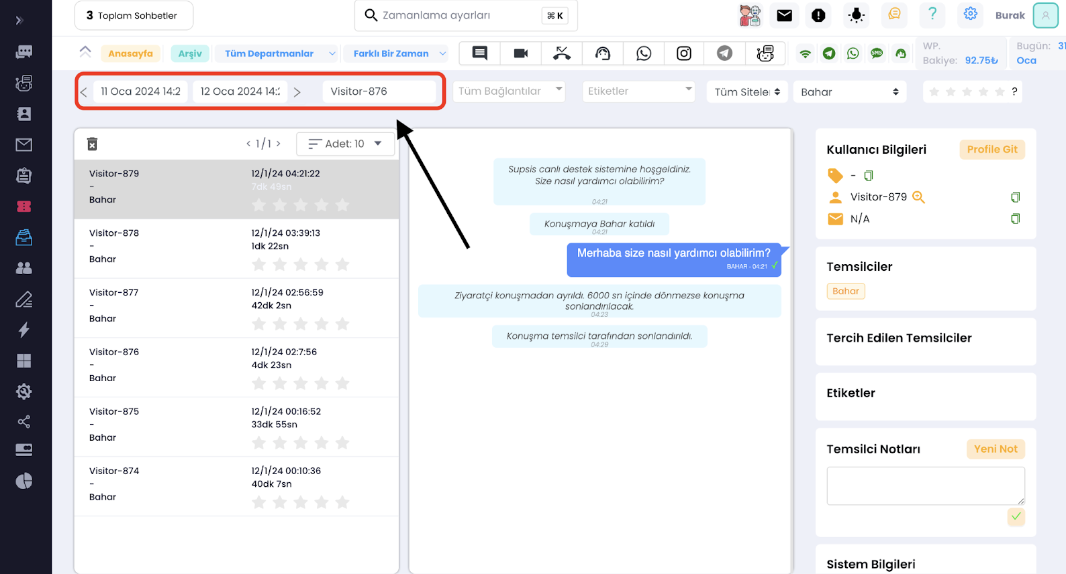 3 Toplam Sohbetler
Zamanlama ayarları
⌘ K
Burak
Anasayfa
Arşiv
Tüm Departmanlar
Farklı Bir Zaman
WP.
Bakiye: 92.75₺
Bugün: 31
Oca
11 Oca 2024 14:2
12 Oca 2024 14:
Visitor-876
Tüm Bağlantılar
Etiketler
Tüm Siteler
Bahar
?
< 1 / 1 >
Adet: 10
Visitor-879
12/1/24 04:21:22
-
7dk 49sn
Bahar
Visitor-878
12/1/24 03:39:13
-
1dk 22sn
Bahar
Visitor-877
12/1/24 02:56:59
-
42dk 2sn
Bahar
Visitor-876
12/1/24 02:7:56
-
4dk 23sn
Bahar
Visitor-875
12/1/24 00:16:52
-
33dk 55sn
Bahar
Visitor-874
12/1/24 00:10:36
-
40dk 7sn
Bahar
Supsis canlı destek sistemine hoşgeldiniz.
Size nasıl yardımcı olabilirim?
04:21
Konuşmaya Bahar katıldı
04:21
Merhaba size nasıl yardımcı olabilirim?
BAHAR - 04:21
Ziyaratçi konuşmadan ayrıldı. 6000 sn içinde dönmezse konuşma
sonlandırılacak.
04:23
Konuşma temsilci tarafından sonlandırıldı.
04:29
Kullanıcı Bilgileri
Profile Git
-
Visitor-879
N/A
Temsilciler
Bahar
Tercih Edilen Temsilciler
Etiketler
Temsilci Notları
Yeni Not
Sistem Bilgileri